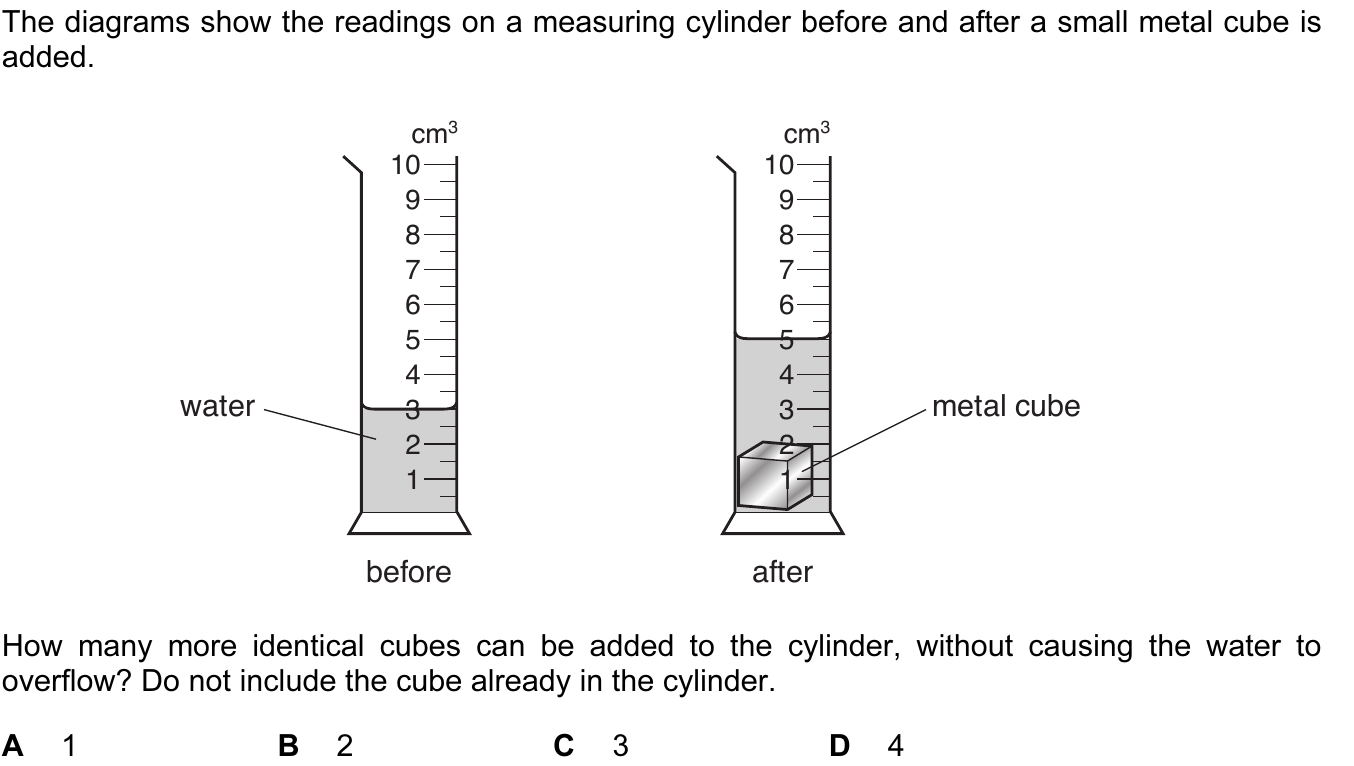 The diagrams show the readings on a measuring cylinder before and after a small metal cube is
added.
cm³ cm³
10 10
9 9
8 8
7 7
6 6
5 5
4 4
water 3 3 metal cube
2 2
1 1
before after
How many more identical cubes can be added to the cylinder, without causing the water to
overflow? Do not include the cube already in the cylinder.
A 1 B 2 C 3 D 4